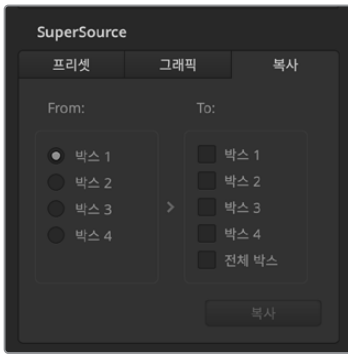 SuperSource
프리셋 그래픽 복사
From: To:
박스 1 박스 1
박스 2 박스 2
박스 3 > 박스 3
박스 4 박스 4
전체 박스
복사